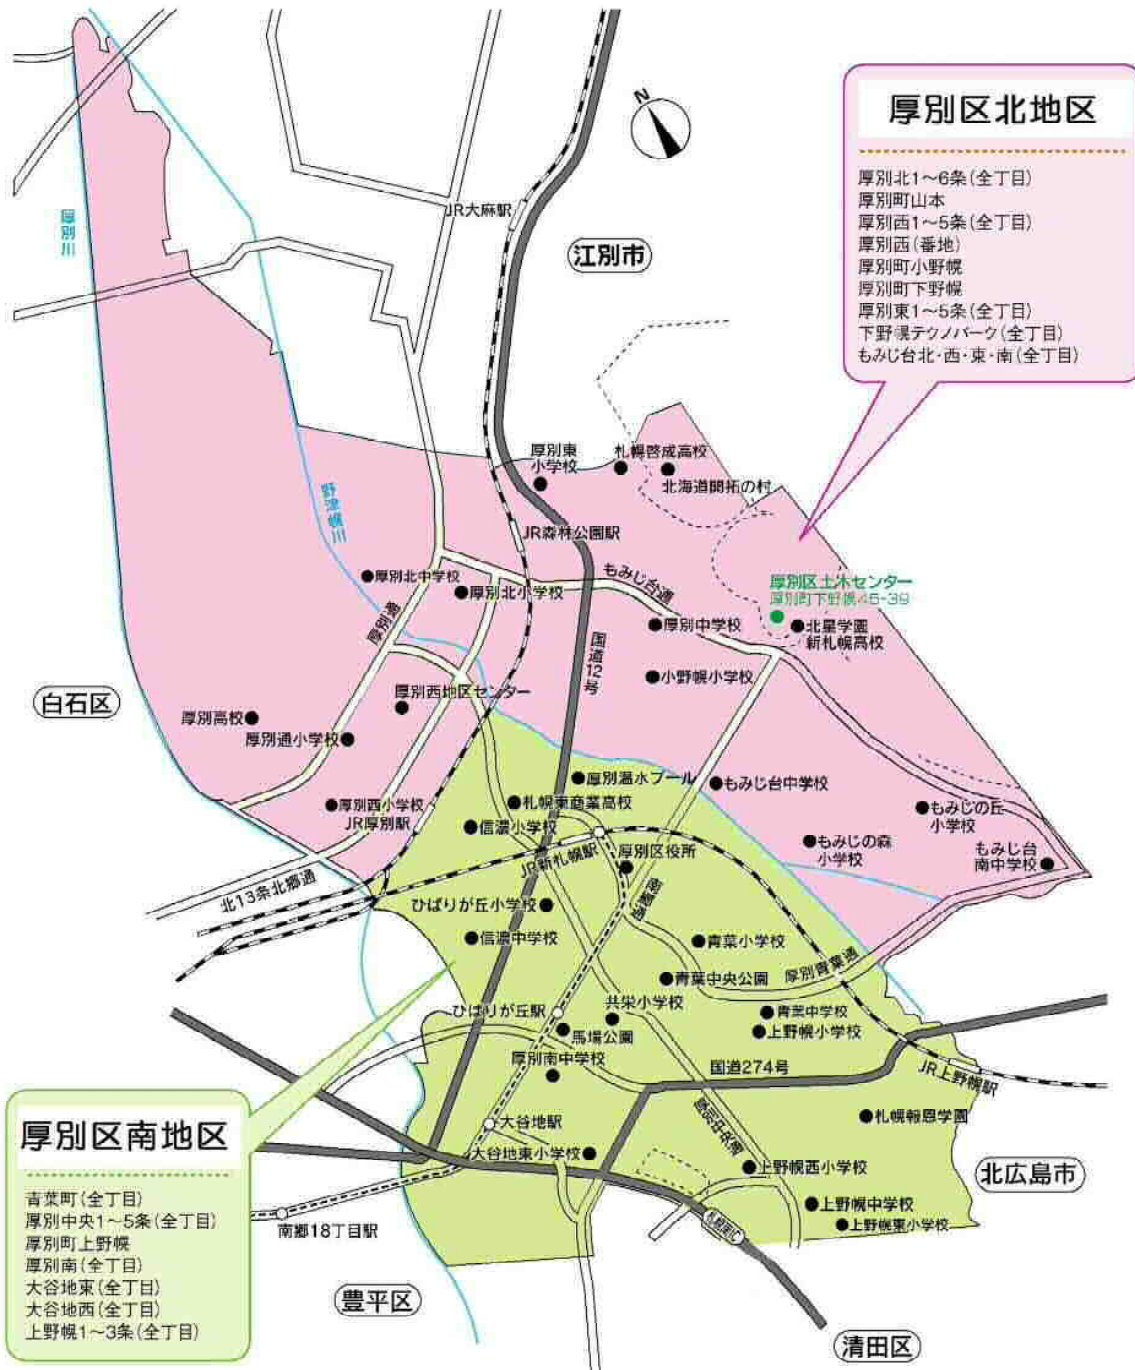 N
厚別区北地区
厚別北1～6条(全丁目)
厚別町山本
厚別西1～5条(全丁目)
厚別西(番地)
厚別町小野幌
厚別町下野幌
厚別東1～5条(全丁目)
下野幌テクノパーク(全丁目)
もみじ台北・西・東・南(全丁目)
厚別川
JR大麻駅
江別市
厚別東
小学校
札幌啓成高校
北海道開拓の村
野津幌川
JR森林公園駅
厚別区土木センター
厚別町下野幌45-39
厚別北中学校
厚別北小学校
もみじ台通
北星学園
新札幌高校
厚別通
厚別中学校
国道12号
小野幌小学校
白石区
厚別西地区センター
厚別高校
厚別通小学校
厚別温水プール
もみじ台中学校
厚別西小学校
JR厚別駅
札幌東商業高校
信濃小学校
もみじの丘
小学校
もみじの森
小学校
もみじ台
南中学校
JR新札幌駅
厚別区役所
北13条北郷通
南郷通
ひばりが丘小学校
信濃中学校
青葉小学校
青葉中央公園
厚別青葉通
ひばりが丘駅
共栄小学校
青葉中学校
馬場公園
上野幌小学校
厚別南中学校
国道274号
JR上野幌駅
厚別区南地区
青葉町(全丁目)
厚別中央1～5条(全丁目)
厚別町上野幌
厚別南(全丁目)
大谷地東(全丁目)
大谷地西(全丁目)
上野幌1～3条(全丁目)
大谷地駅
厚別中央通
札幌報恩学園
大谷地東小学校
上野幌西小学校
北広島市
上野幌中学校
上野幌東小学校
南郷18丁目駅
札幌南IC
豊平区
清田区